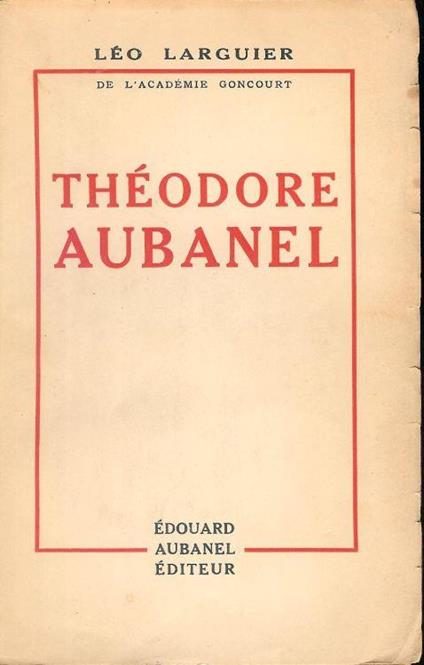 LÉO LARGUIER
DE L'ACADÉMIE GONCOURT
THÉODORE
AUBANEL
ÉDOUARD
AUBANEL
ÉDITEUR